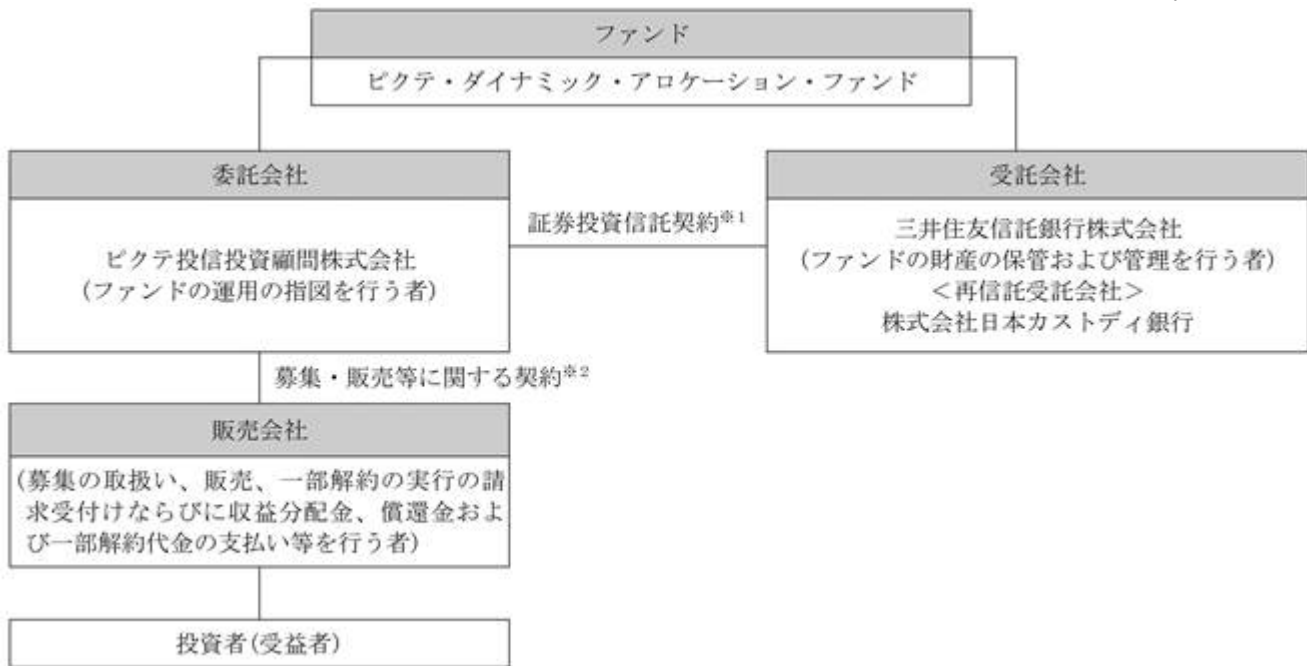 ファンド
ピクテ・ダイナミック・アロケーション・ファンド
委託会社
ピクテ投信投資顧問株式会社
(ファンドの運用の指図を行う者)
証券投資信託契約※1
受託会社
三井住友信託銀行株式会社
(ファンドの財産の保管および管理を行う者)
＜再信託受託会社＞
株式会社日本カストディ銀行
募集・販売等に関する契約※2
販売会社
(募集の取扱い、販売、一部解約の実行の請
求受付けならびに収益分配金、償還金およ
び一部解約代金の支払い等を行う者)
投資者(受益者)